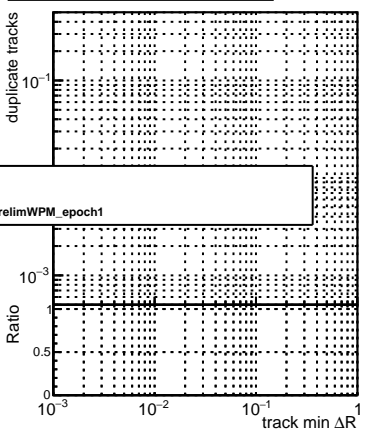 duplicate tracks
10⁻¹
relimWPM_epoch1
10⁻³
Ratio
1
0.5
0
10⁻³ 10⁻² 10⁻¹ 1
track min ΔR